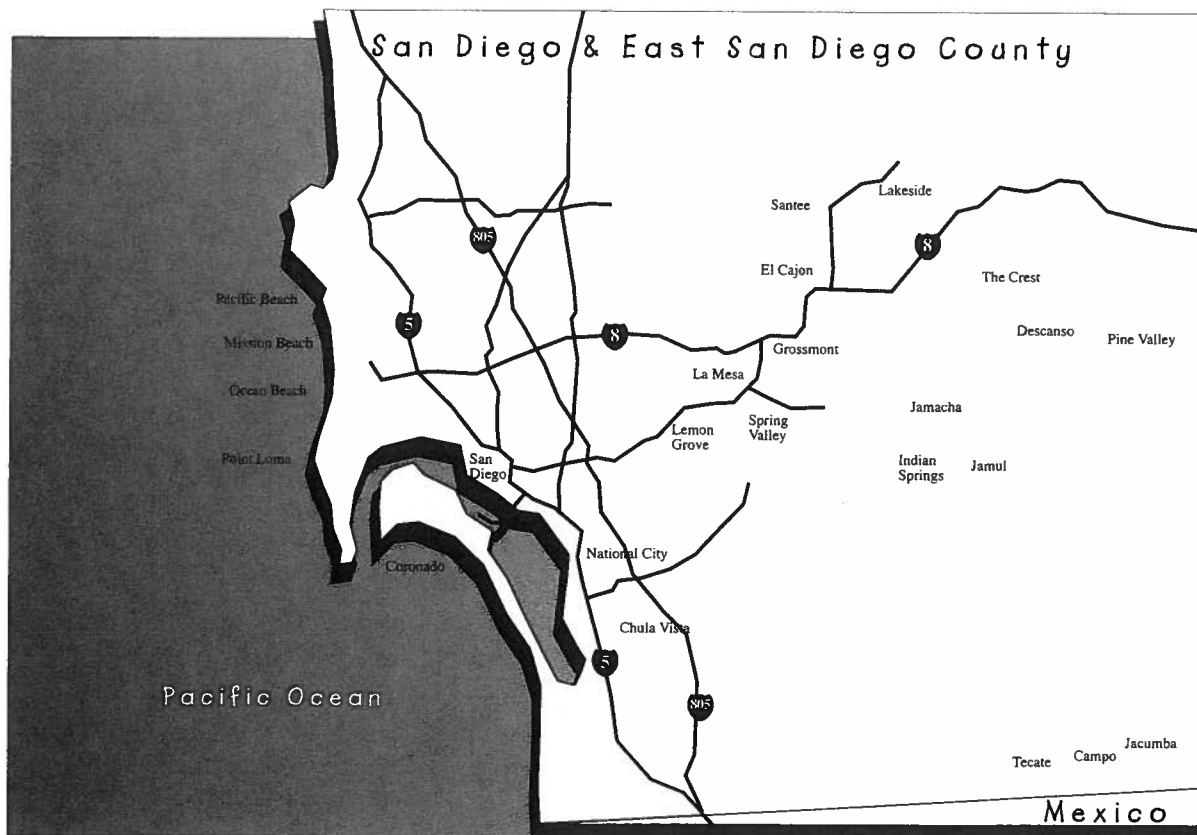 San Diego & East San Diego County
Lakeside
Santee
805
8
El Cajon
The Crest
Pacific Beach
5
Descanso
8
Pine Valley
Mission Beach
Grossmont
La Mesa
Ocean Beach
Jamacha
Lemon
Grove
Spring
Valley
Point Loma
San
Diego
Indian
Springs
Jamul
National City
Coronado
Chula Vista
5
Pacific Ocean
805
Jacumba
Campo
Tecate
Mexico